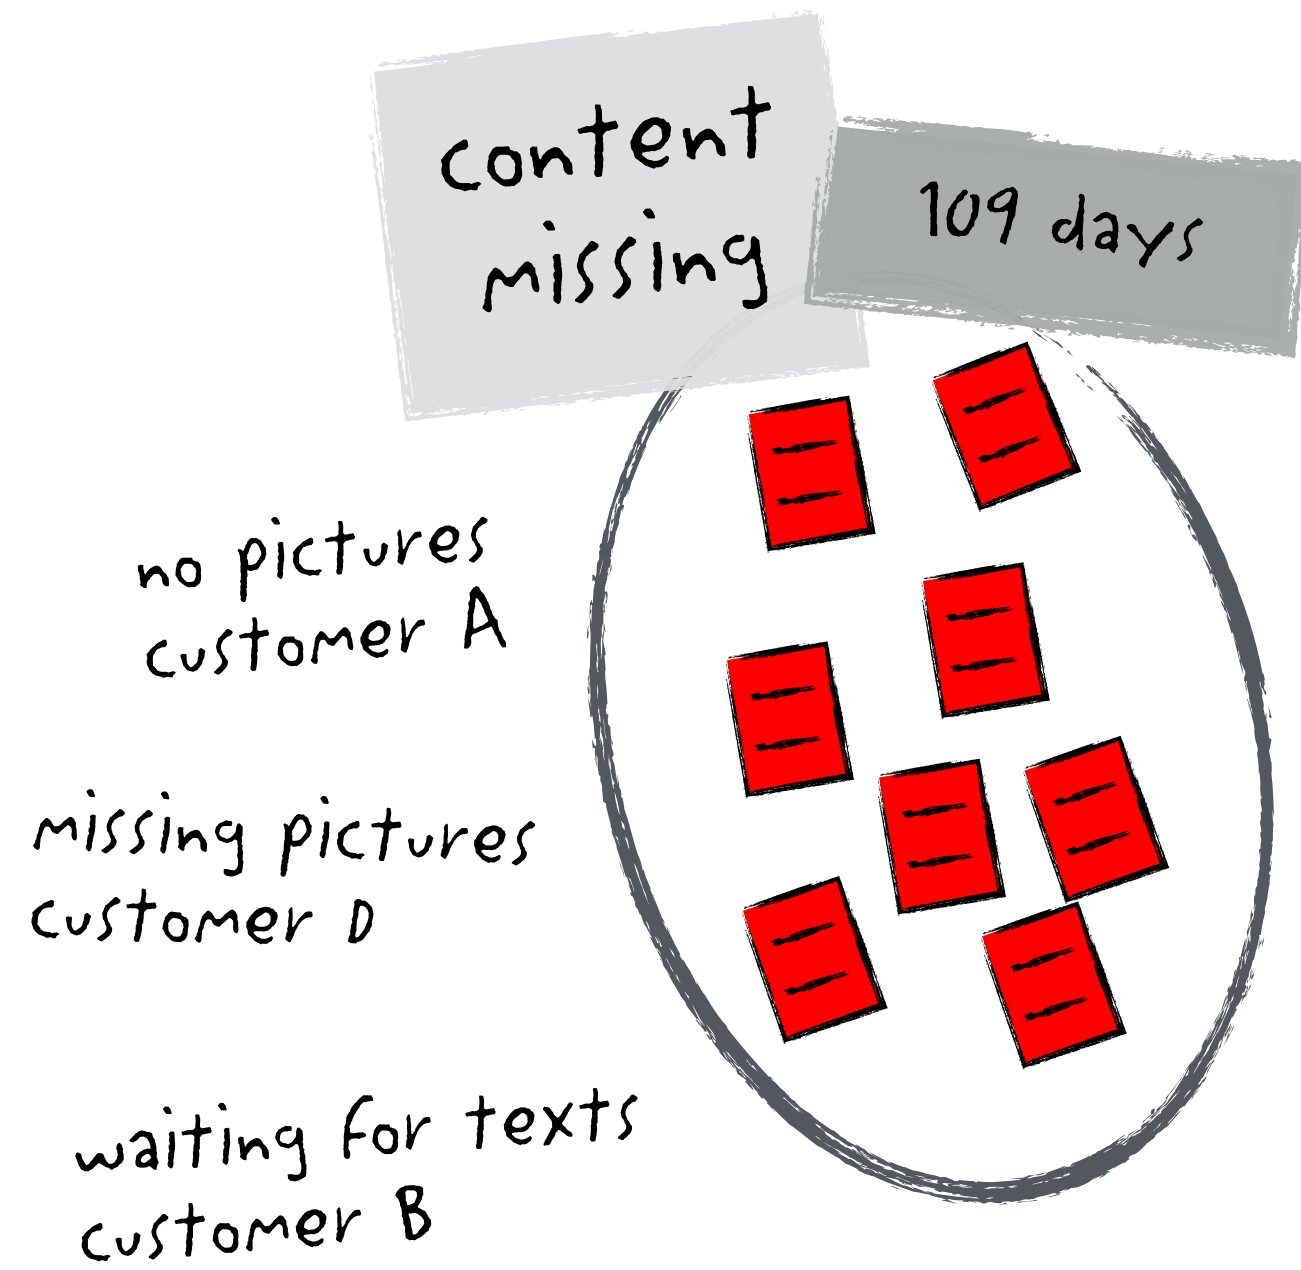 content
missing
109 days
no pictures
customer A
missing pictures
customer D
waiting for texts
customer B